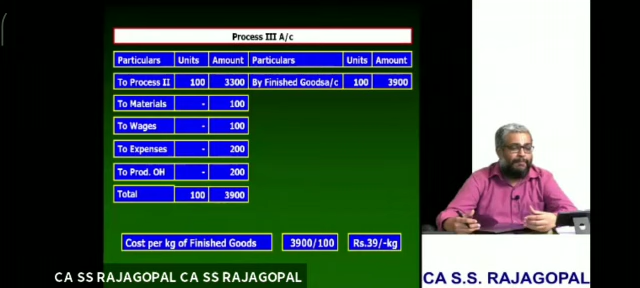 Process III A/c
Particulars Units Amount Particulars Units Amount
To Process II 100 3300 By Finished Goodsa/c 100 3900
To Materials - 100
To Wages - 100
To Expenses - 200
To Prod. OH - 200
Total 100 3900
Cost per kg of Finished Goods 3900/100 Rs.39/-kg
CA SS RAJAGOPAL CA SS RAJAGOPAL
CA S.S. RAJAGOPAL